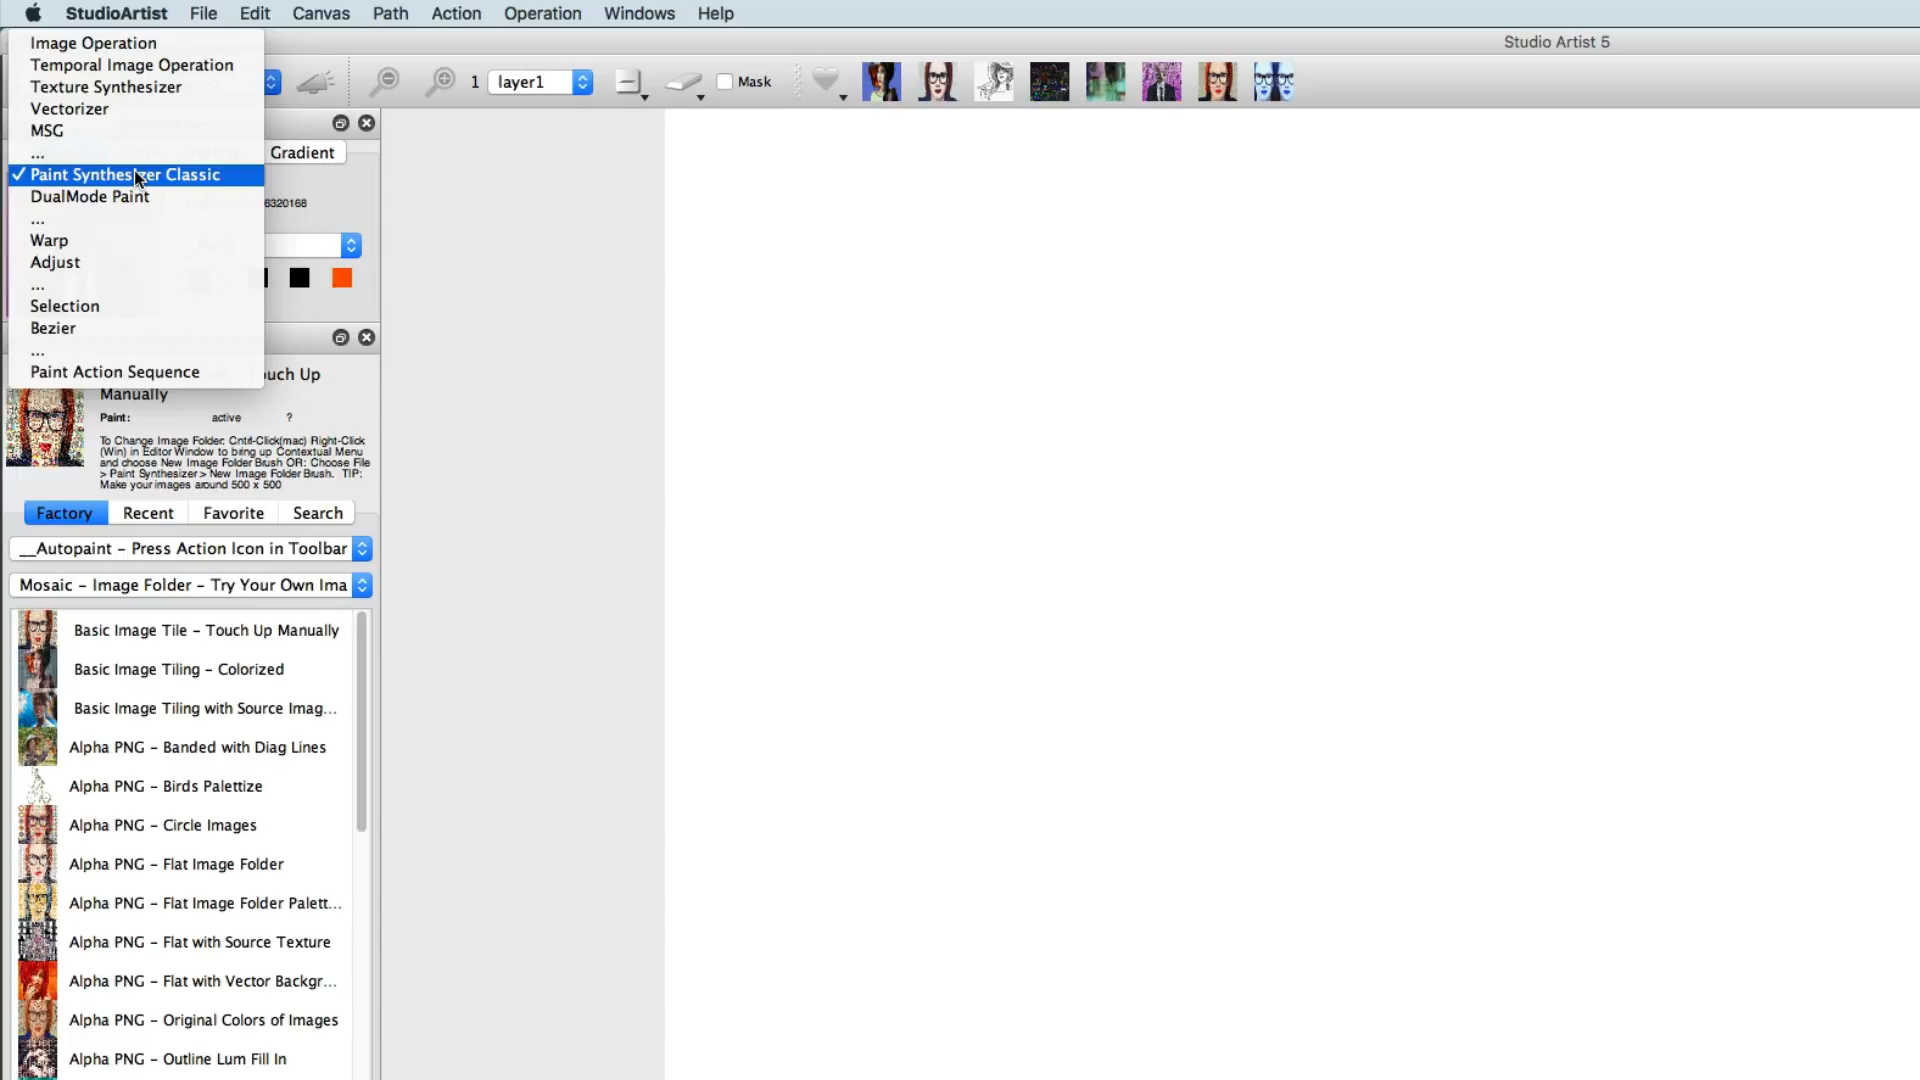 StudioArtist File Edit Canvas Path Action Operation Windows Help
Studio Artist 5
Image Operation
Temporal Image Operation
Texture Synthesizer
Vectorizer
MSG
...
✓ Paint Synthesizer Classic
DualMode Paint
...
Warp
Adjust
...
Selection
Bezier
...
Paint Action Sequence
1 layer1 Mask
Gradient
6320168
ouch Up
Manually
Paint: active ?
To Change Image Folder: Cntrl-Click(mac) Right-Click
(Win) in Editor Window to bring up Contextual Menu
and choose New Image Folder Brush OR: Choose File
> Paint Synthesizer > New Image Folder Brush. TIP:
Make your images around 500 x 500
Factory Recent Favorite Search
__Autopaint - Press Action Icon in Toolbar
Mosaic - Image Folder - Try Your Own Ima
Basic Image Tile - Touch Up Manually
Basic Image Tiling - Colorized
Basic Image Tiling with Source Imag...
Alpha PNG - Banded with Diag Lines
Alpha PNG - Birds Palettize
Alpha PNG - Circle Images
Alpha PNG - Flat Image Folder
Alpha PNG - Flat Image Folder Palett...
Alpha PNG - Flat with Source Texture
Alpha PNG - Flat with Vector Backgr...
Alpha PNG - Original Colors of Images
Alpha PNG - Outline Lum Fill In